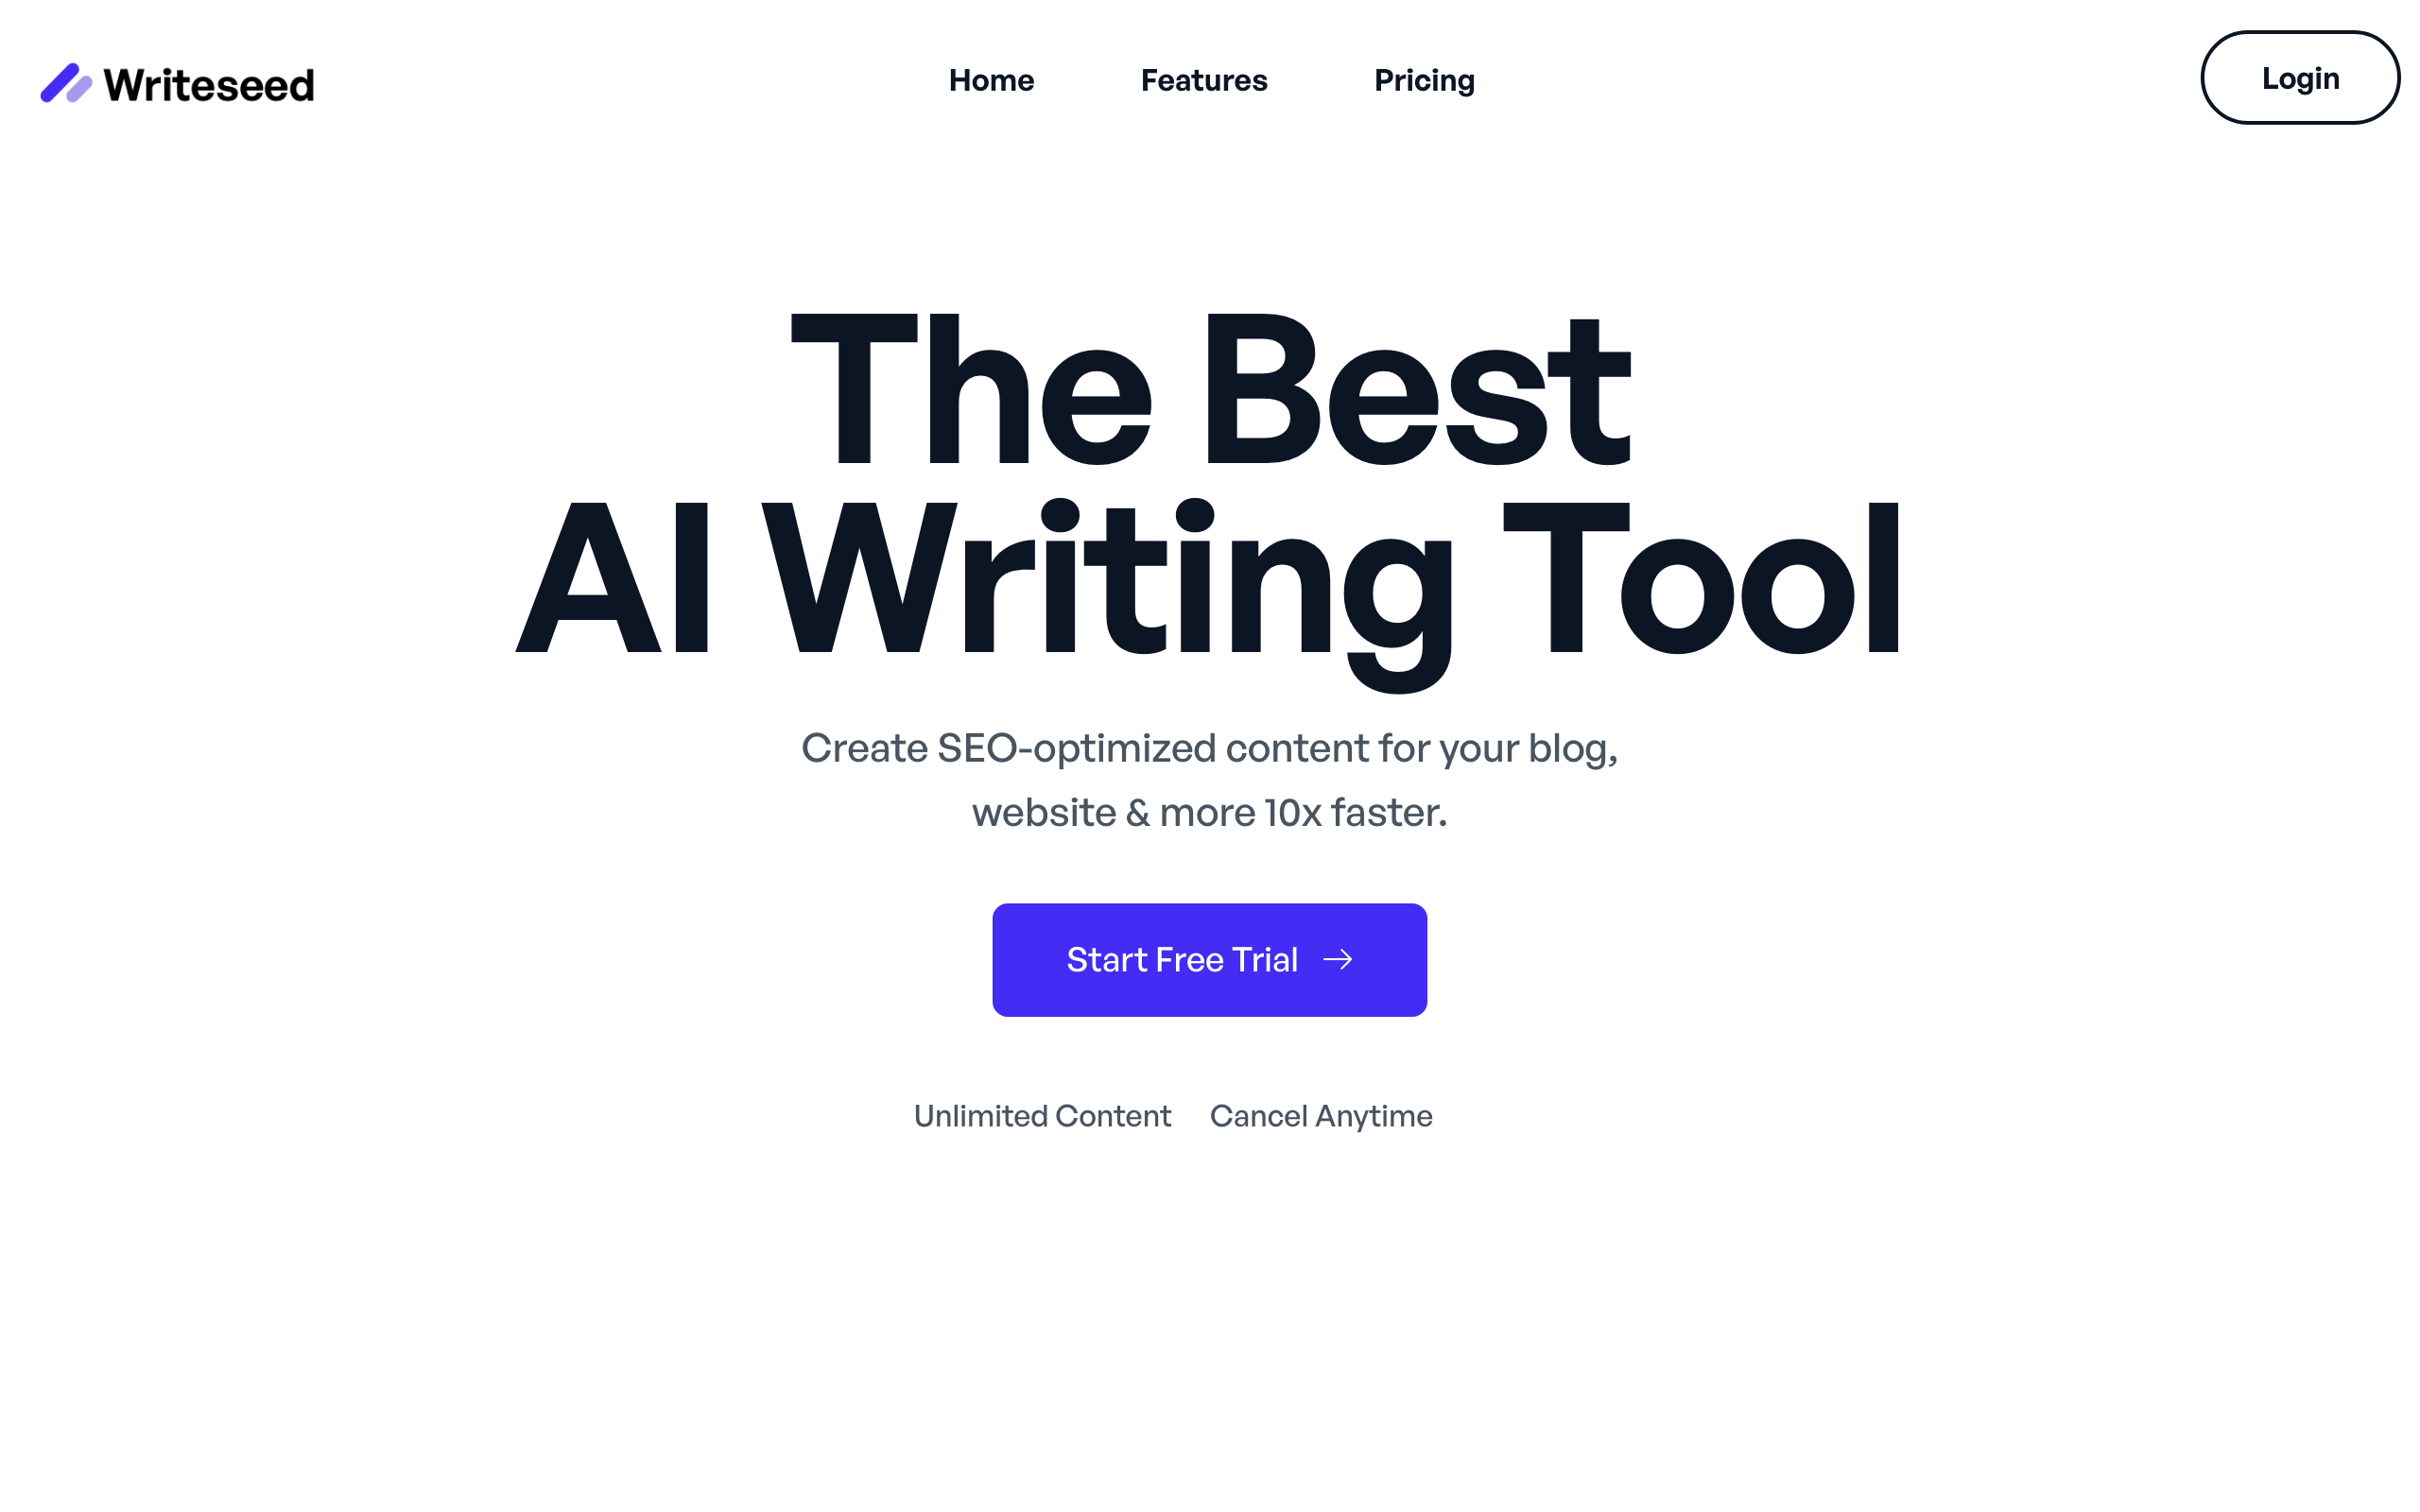 Writeseed
Home Features Pricing
Login
The Best
AI Writing Tool
Create SEO-optimized content for your blog,
website & more 10x faster.
Start Free Trial
Unlimited Content Cancel Anytime